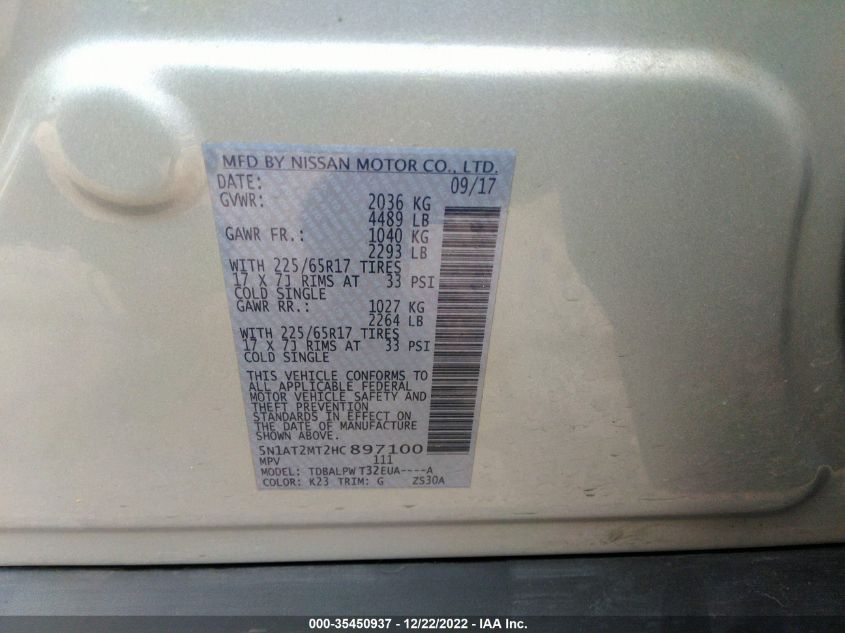 MFD BY NISSAN MOTOR CO., LTD.
DATE: 09/17
GVWR: 2036 KG
4489 LB
GAWR FR.: 1040 KG
2293 LB
WITH 225/65R17 TIRES
17 X 7J RIMS AT 33 PSI
COLD SINGLE
GAWR RR.: 1027 KG
2264 LB
WITH 225/65R17 TIRES
17 X 7J RIMS AT 33 PSI
COLD SINGLE
THIS VEHICLE CONFORMS TO
ALL APPLICABLE FEDERAL
MOTOR VEHICLE SAFETY AND
THEFT PREVENTION
STANDARDS IN EFFECT ON
THE DATE OF MANUFACTURE
SHOWN ABOVE.
5N1AT2MT2HC897100
MPV 111
MODEL: TDBALPW T32EUA----A
COLOR: K23 TRIM: G ZS30A
000-35450937 - 12/22/2022 - IAA Inc.